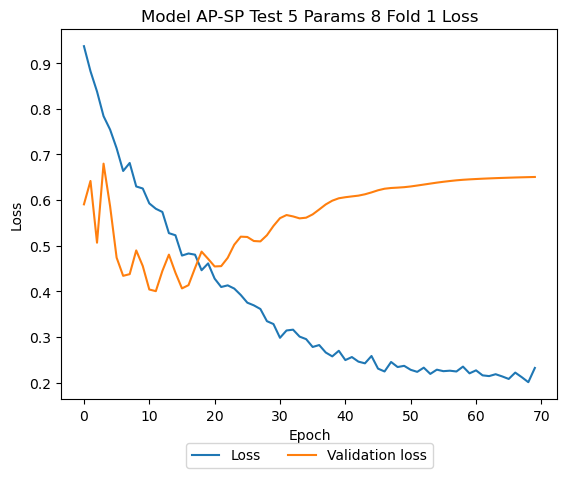 Model AP-SP Test 5 Params 8 Fold 1 Loss
0.9
0.8
0.7
0.6
0.5
0.4
0.3
0.2
Loss
0 10 20 30 40 50 60 70
Epoch
Loss Validation loss